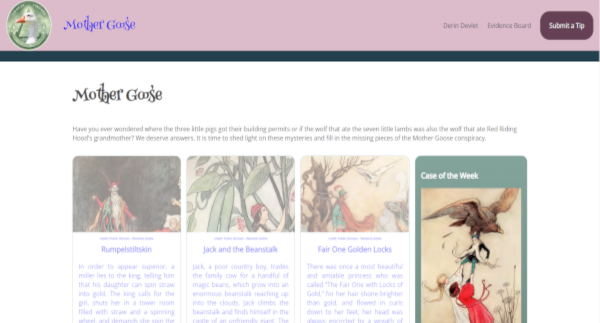 Mother Goose
Derin Devlet
Evidence Board
Submit a Tip
Mother Goose
Have you ever wondered where the three little pigs got their building permits or if the wolf that ate the seven little lambs was also the wolf that ate Red Riding
Hood's grandmother? We deserve answers. It is time to shed light on these mysteries and fill in the missing pieces of the Mother Goose conspiracy.
Rumpelstiltskin
In order to appear superior, a
miller lies to the king, telling him
that his daughter can spin straw
into gold. The king calls for the
girl, shuts her in a tower room
filled with straw and a spinning
wheel, and demands she spin the
Jack and the Beanstalk
Jack, a poor country boy, trades
the family cow for a handful of
magic beans, which grow into an
enormous beanstalk reaching up
into the clouds. Jack climbs the
beanstalk and finds himself in the
castle of an unfriendly giant. The
Fair One Golden Locks
There was once a most beautiful
and amiable princess who was
called "The Fair One with Locks of
Gold," for her hair shone brighter
than gold, and flowed in curls
down to her feet, her head was
always encircled by a wreath of
Case of the Week